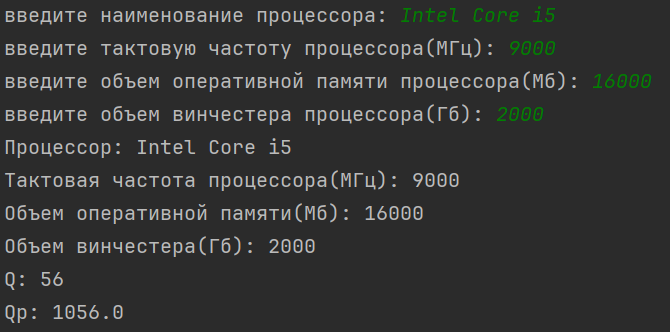 введите наименование процессора: Intel Core i5
введите тактовую частоту процессора(МГц): 9000
введите объем оперативной памяти процессора(Мб): 16000
введите объем винчестера процессора(Гб): 2000
Процессор: Intel Core i5
Тактовая частота процессора(МГц): 9000
Объем оперативной памяти(Мб): 16000
Объем винчестера(Гб): 2000
Q: 56
Qp: 1056.0